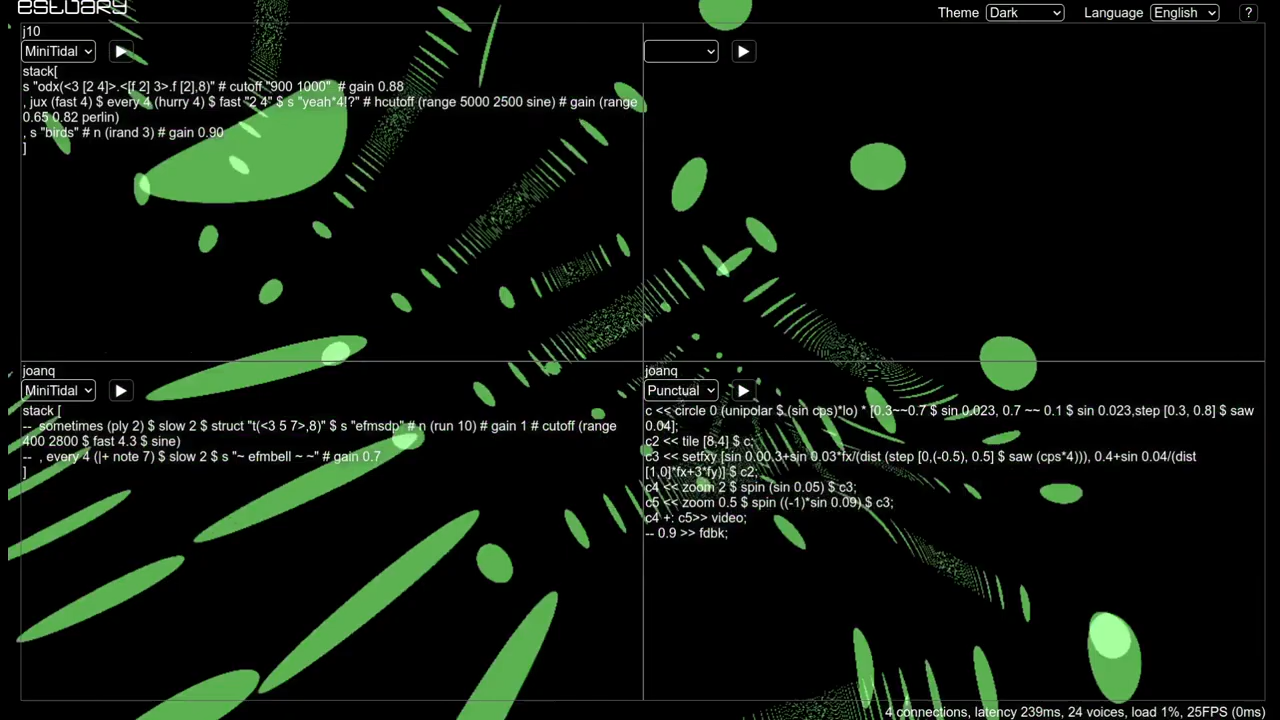 estuary
Theme Dark Language English ?
j10
MiniTidal
stack[
s "odx(<3 [2 4]>.<[f 2] 3>.f [2],8)" # cutoff "900 1000"  # gain 0.88
, jux (fast 4) $ every 4 (hurry 4) $ fast "2 4" $ s "yeah*4!?" # hcutoff (range 5000 2500 sine) # gain (range
0.65 0.82 perlin)
, s "birds" # n (irand 3) # gain 0.90
]
joanq
MiniTidal
stack [
--  sometimes (ply 2) $ slow 2 $ struct "t(<3 5 7>,8)" $ s "efmsdp" # n (run 10) # gain 1 # cutoff (range
400 2800 $ fast 4.3 $ sine)
--  , every 4 (|+ note 7) $ slow 2 $ s "~ efmbell ~ ~" # gain 0.7
]
joanq
Punctual
c << circle 0 (unipolar $ (sin cps)*lo) * [0.3~~0.7 $ sin 0.023, 0.7 ~~ 0.1 $ sin 0.023,step [0.3, 0.8] $ saw
0.04];
c2 << tile [8,4] $ c;
c3 << setfxy [sin 0.00.3+sin 0.03*fx/(dist (step [0,(-0.5), 0.5] $ saw (cps*4))), 0.4+sin 0.04/(dist
[1,0]*fx+3*fy)] $ c2;
c4 << zoom 2 $ spin (sin 0.05) $ c3;
c5 << zoom 0.5 $ spin ((-1)*sin 0.09) $ c3;
c4 +: c5>> video;
-- 0.9 >> fdbk;
4 connections, latency 239ms, 24 voices, load 1%, 25FPS (0ms)